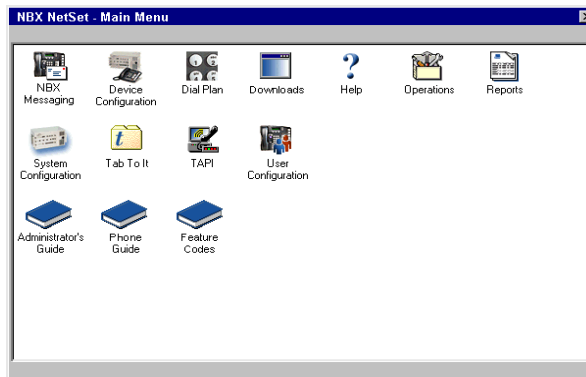 NBX NetSet - Main Menu
NBX Messaging
Device Configuration
Dial Plan
Downloads
Help
Operations
Reports
System Configuration
Tab To It
TAPI
User Configuration
Administrator's Guide
Phone Guide
Feature Codes